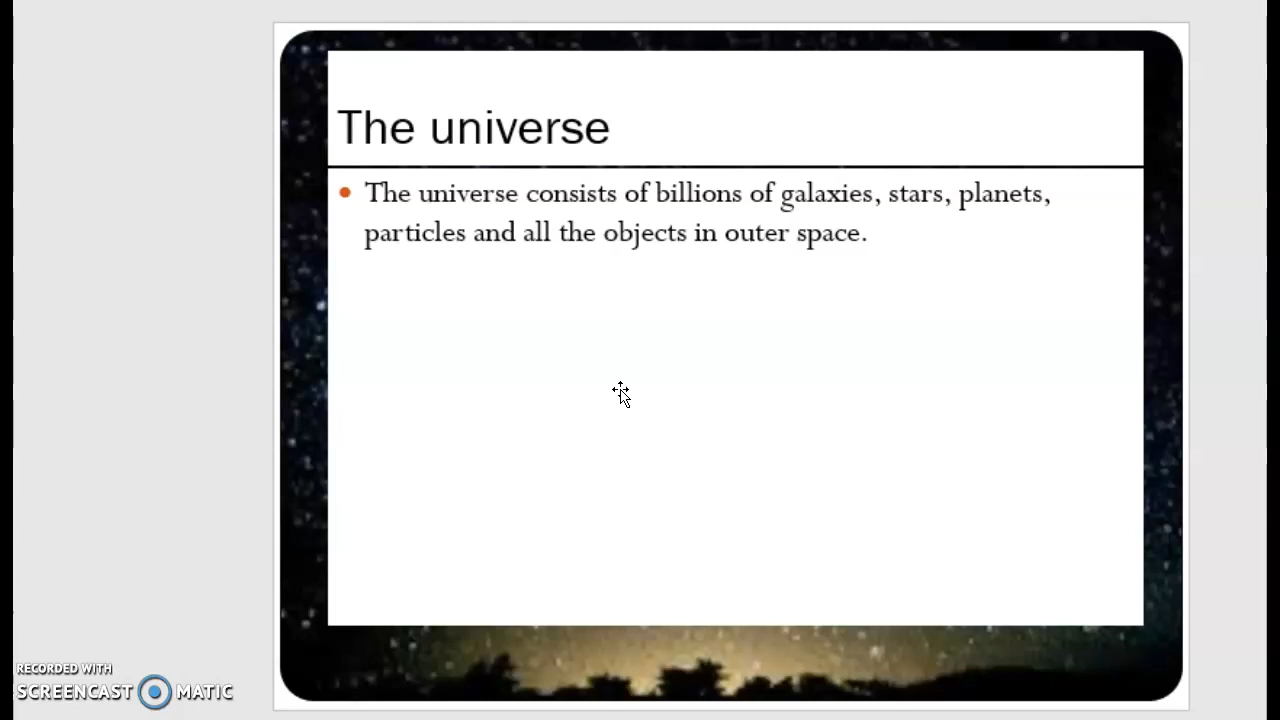 The universe
The universe consists of billions of galaxies, stars, planets,
particles and all the objects in outer space.
RECORDED WITH
SCREENCAST MATIC